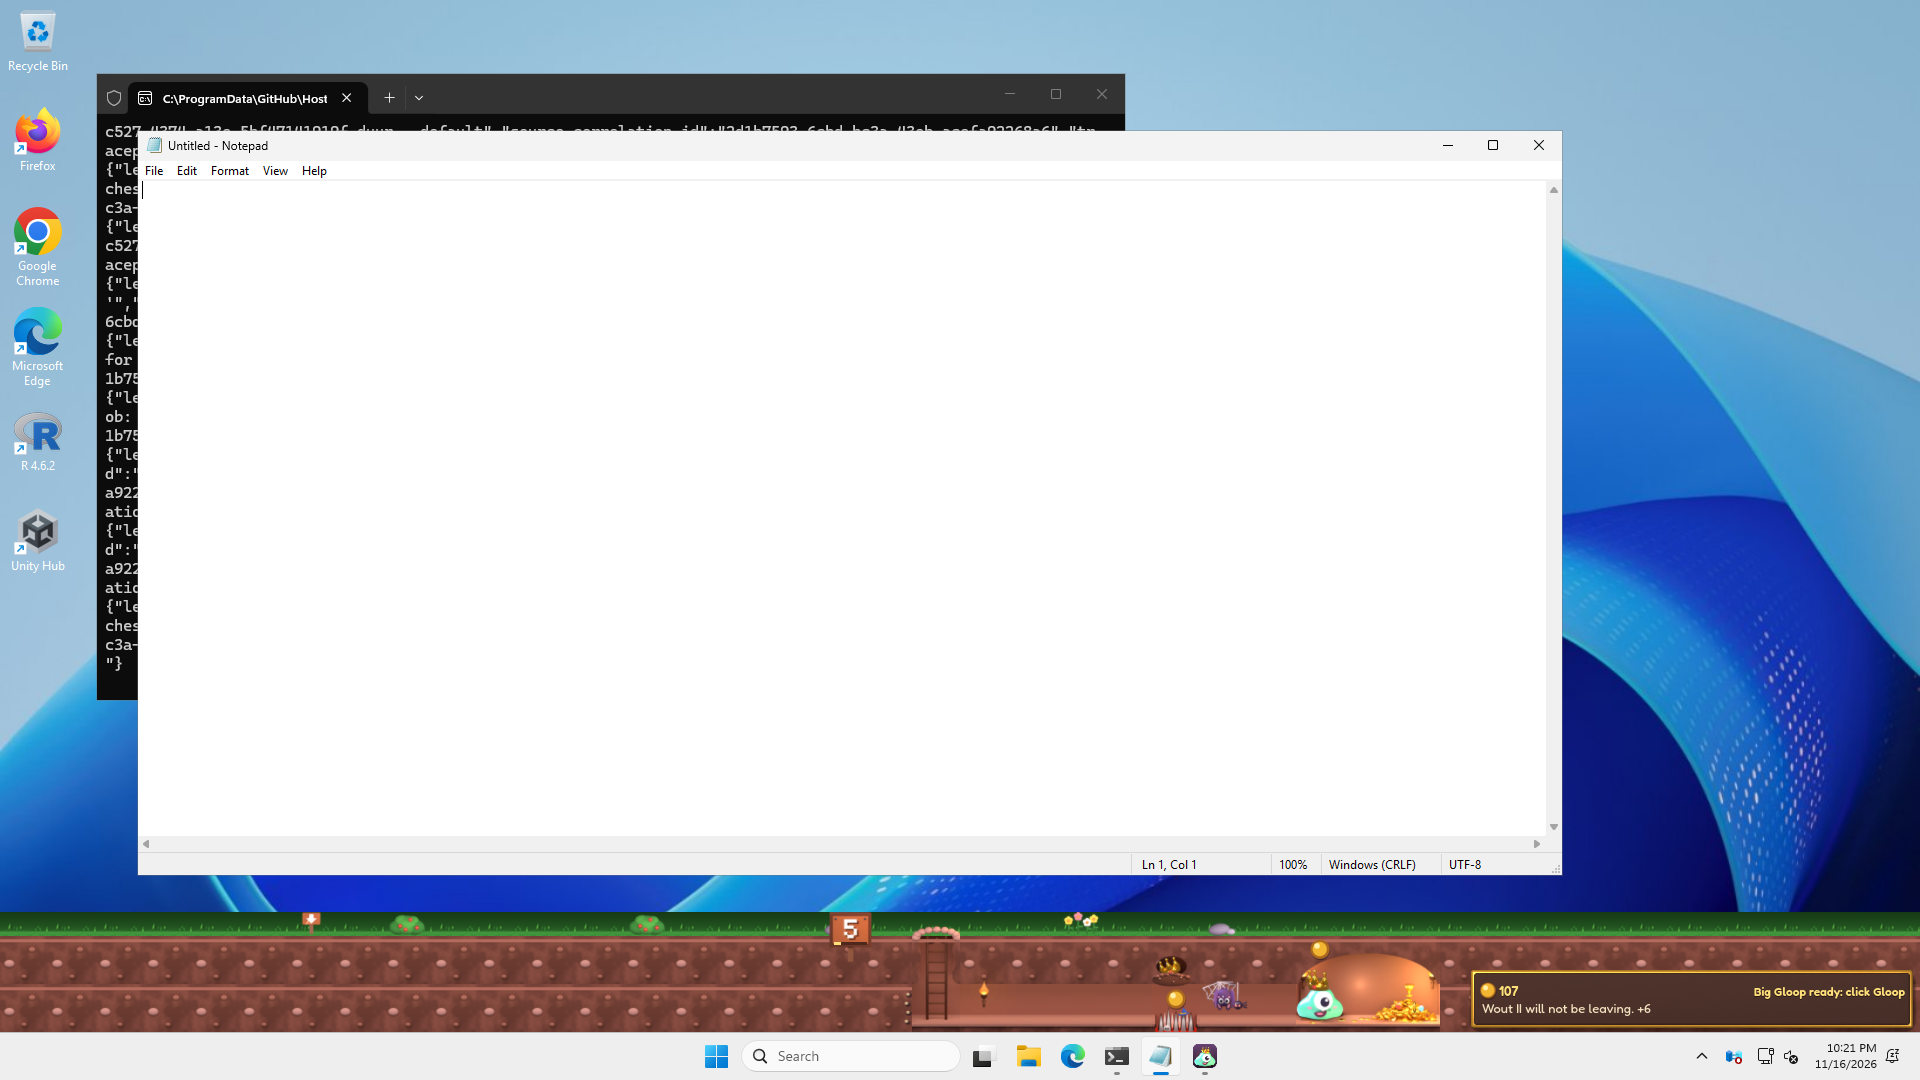 Recycle Bin
Firefox
Google
Chrome
Microsoft
Edge
R 4.6.2
Unity Hub
C:\ProgramData\GitHub\Host
acep
{"le
ches
c3a-
{"le
c527
acep
{"le
'","
6cbd
{"le
for
1b75
{"le
ob:
1b75
{"le
d":"
a922
atic
{"le
d":"
a922
atic
{"le
ches
c3a-
"}
Untitled - Notepad
File Edit Format View Help
Ln 1, Col 1 100% Windows (CRLF) UTF-8
5
107 Big Gloop ready: click Gloop
Wout II will not be leaving. +6
Search
10:21 PM
11/16/2026